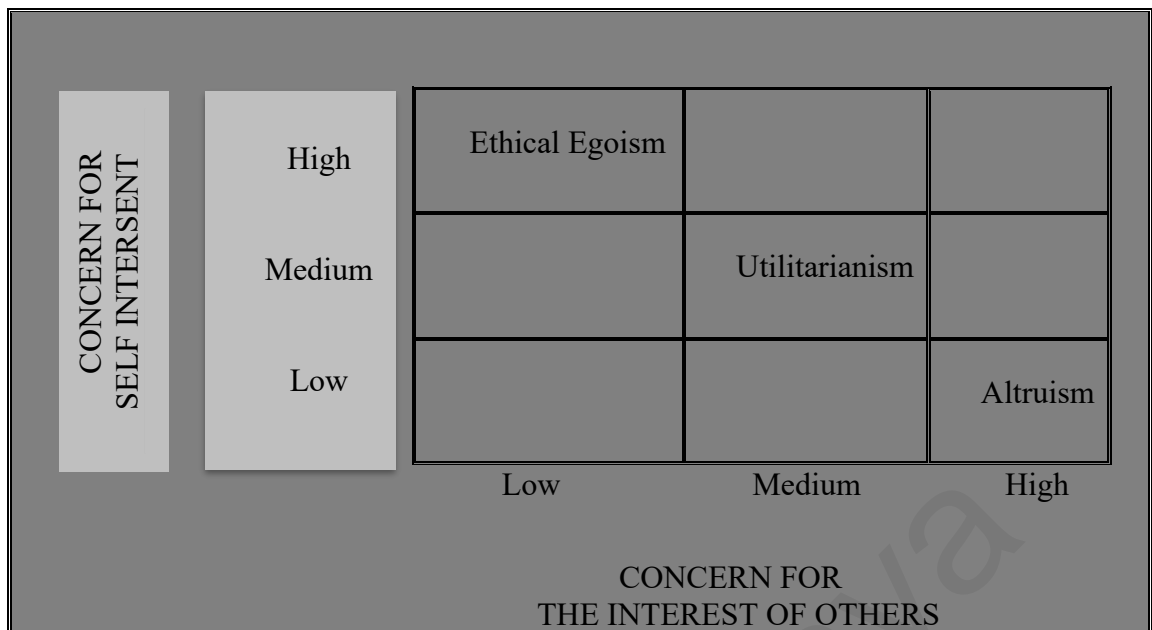 CONCERN FOR
SELF INTERSENT
High
Medium
Low
Ethical Egoism
Utilitarianism
Altruism
Low Medium High
CONCERN FOR
THE INTEREST OF OTHERS